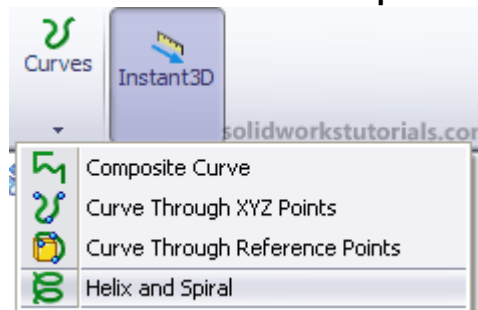 Curves
Instant3D
solidworkstutorials.com
Composite Curve
Curve Through XYZ Points
Curve Through Reference Points
Helix and Spiral